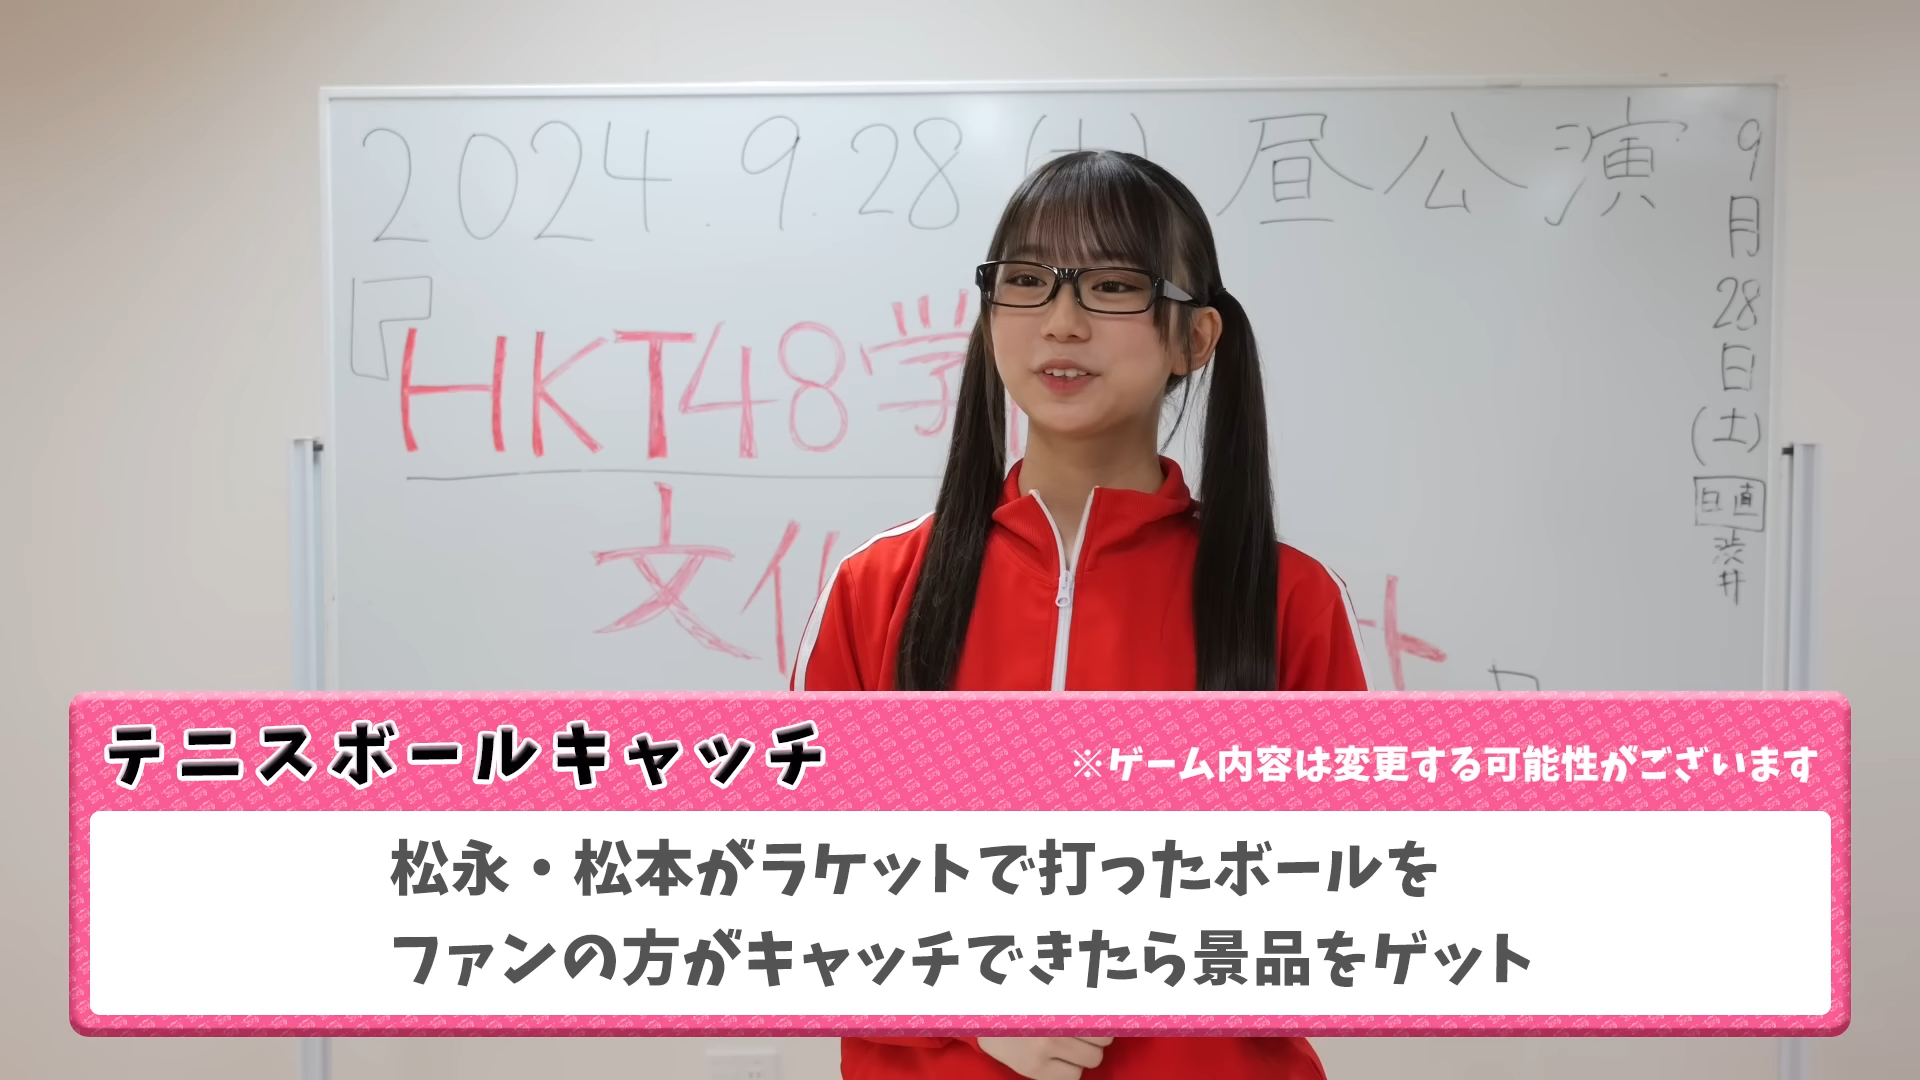 2024.9.28(土)昼公演
『HKT48学
文化
ト』
9月28日(土)
日直
渋井
テニスボールキャッチ
※ゲーム内容は変更する可能性がございます
松永・松本がラケットで打ったボールを
ファンの方がキャッチできたら景品をゲット